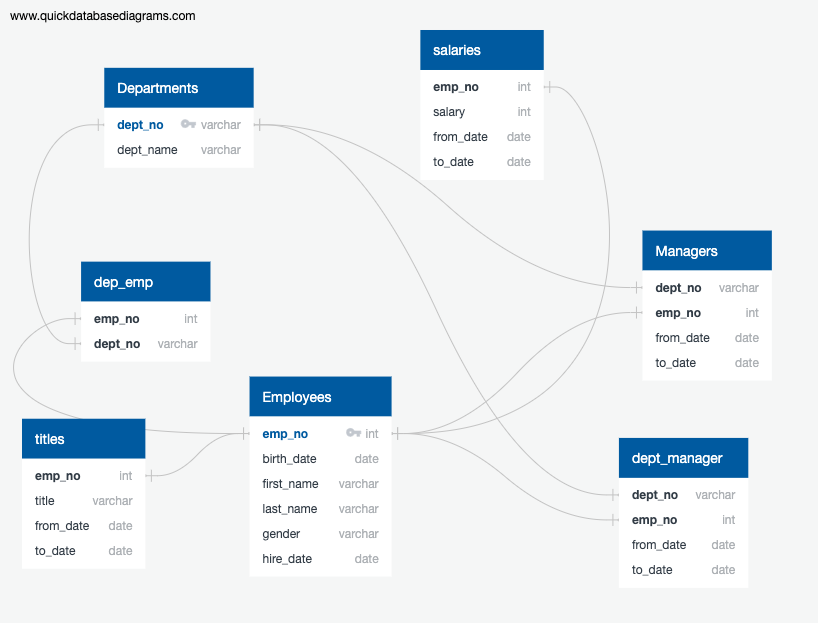 www.quickdatabasediagrams.com
salaries
emp_no int
salary int
from_date date
to_date date
Departments
dept_no varchar
dept_name varchar
Managers
dept_no varchar
emp_no int
from_date date
to_date date
dep_emp
emp_no int
dept_no varchar
Employees
emp_no int
birth_date date
first_name varchar
last_name varchar
gender varchar
hire_date date
titles
emp_no int
title varchar
from_date date
to_date date
dept_manager
dept_no varchar
emp_no int
from_date date
to_date date